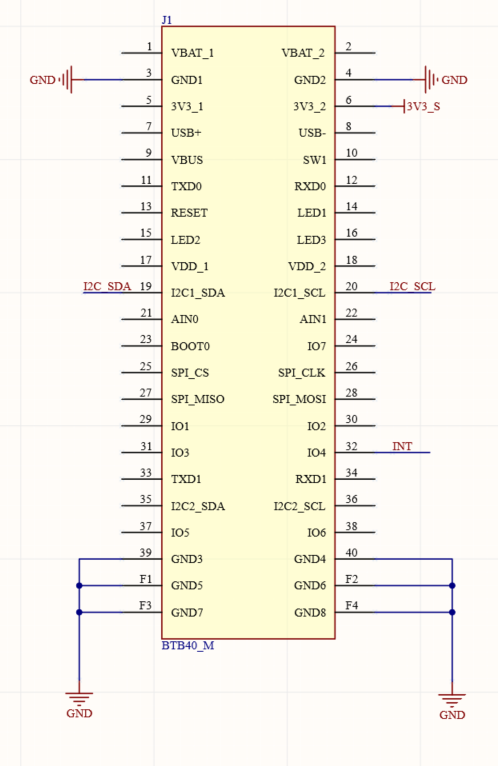 J1
1 VBAT_1 VBAT_2 2
GND 3 GND1 GND2 4 GND
5 3V3_1 3V3_2 6 3V3_S
7 USB+ USB- 8
9 VBUS SW1 10
11 TXD0 RXD0 12
13 RESET LED1 14
15 LED2 LED3 16
17 VDD_1 VDD_2 18
I2C_SDA 19 I2C1_SDA I2C1_SCL 20 I2C_SCL
21 AIN0 AIN1 22
23 BOOT0 IO7 24
25 SPI_CS SPI_CLK 26
27 SPI_MISO SPI_MOSI 28
29 IO1 IO2 30
31 IO3 IO4 32 INT
33 TXD1 RXD1 34
35 I2C2_SDA I2C2_SCL 36
37 IO5 IO6 38
39 GND3 GND4 40
F1 GND5 GND6 F2
F3 GND7 GND8 F4
BTB40_M
GND GND